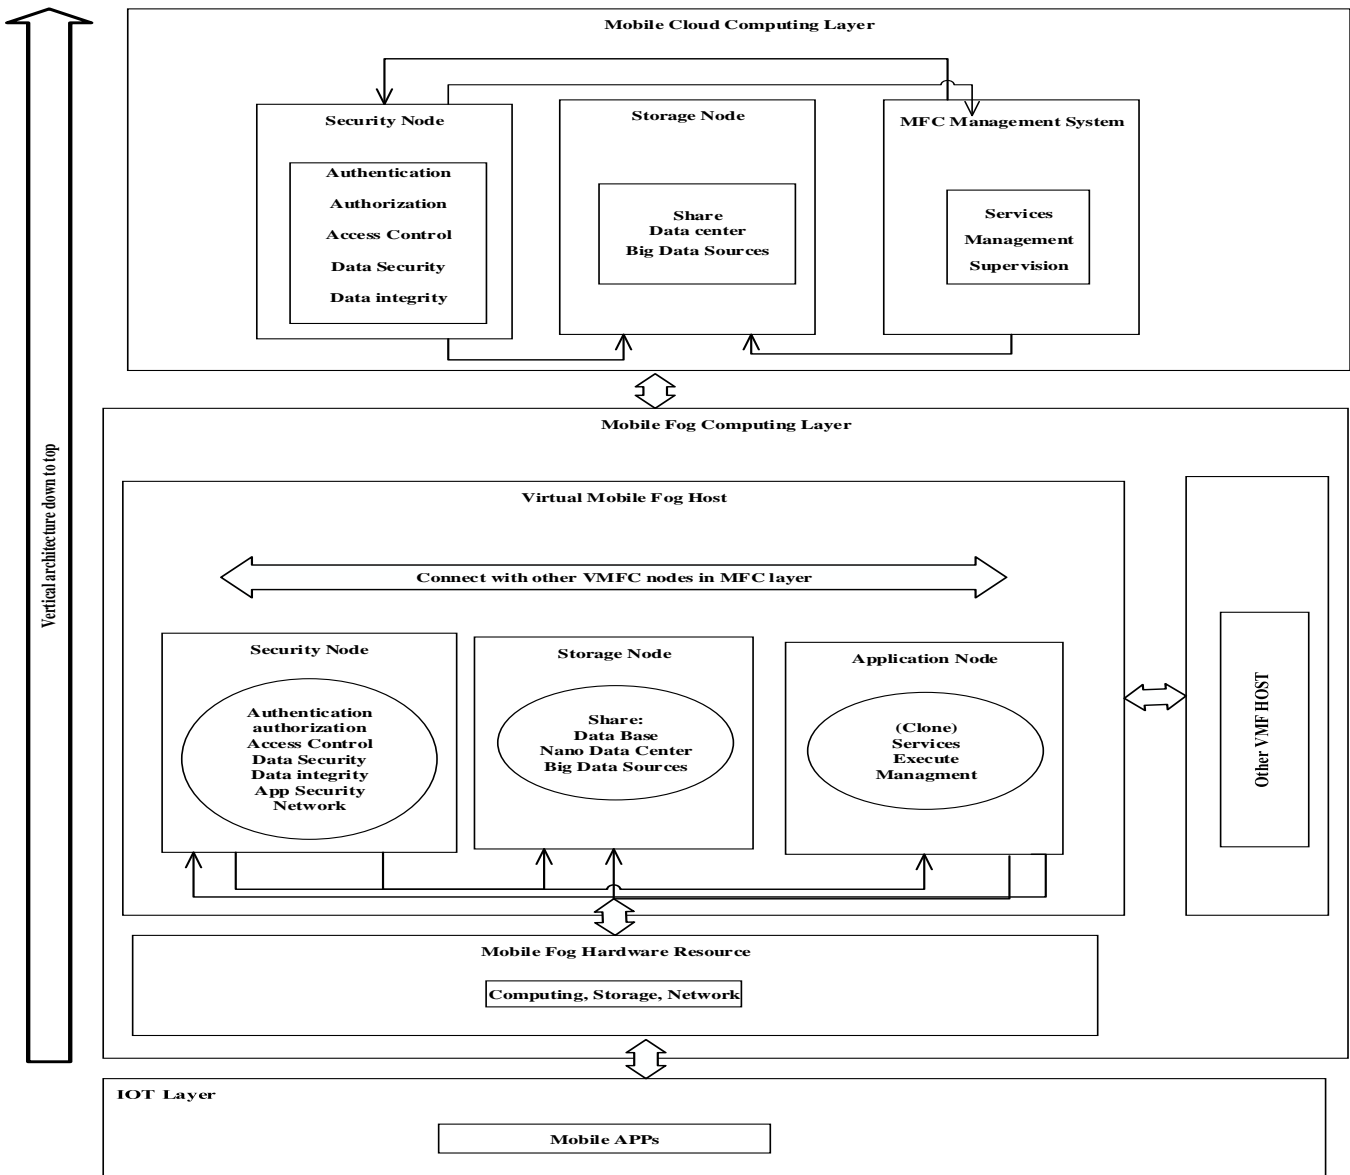 Mobile Cloud Computing Layer
Security Node
Authentication
Authorization
Access Control
Data Security
Data integrity
Storage Node
Share
Data center
Big Data Sources
MFC Management System
Services
Management
Supervision
Vertical architecture down to top
Mobile Fog Computing Layer
Virtual Mobile Fog Host
Connect with other VMFC nodes in MFC layer
Security Node
Authentication
authorization
Access Control
Data Security
Data integrity
App Security
Network
Storage Node
Share:
Data Base
Nano Data Center
Big Data Sources
Application Node
(Clone)
Services
Execute
Managment
Other VMF HOST
Mobile Fog Hardware Resource
Computing, Storage, Network
IOT Layer
Mobile APPs